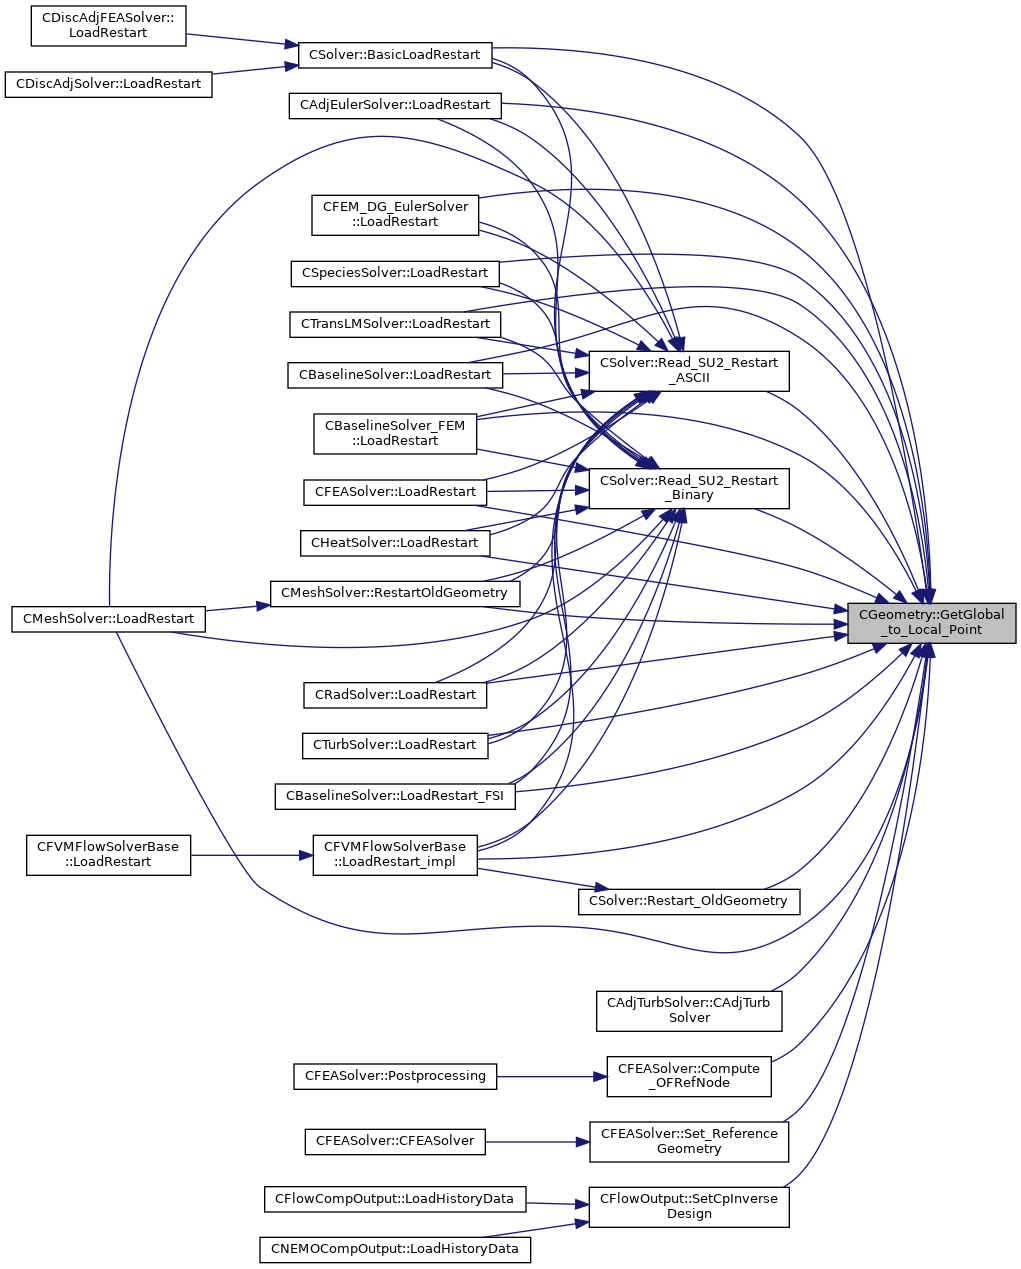 CDiscAdjFEASolver::
LoadRestart
CSolver::BasicLoadRestart
CDiscAdjSolver::LoadRestart
CAdjEulerSolver::LoadRestart
CFEM_DG_EulerSolver
::LoadRestart
CSpeciesSolver::LoadRestart
CTransLMSolver::LoadRestart
CSolver::Read_SU2_Restart
_ASCII
CBaselineSolver::LoadRestart
CBaselineSolver_FEM
::LoadRestart
CSolver::Read_SU2_Restart
_Binary
CFEASolver::LoadRestart
CHeatSolver::LoadRestart
CMeshSolver::RestartOldGeometry
CMeshSolver::LoadRestart
CGeometry::GetGlobal
_to_Local_Point
CRadSolver::LoadRestart
CTurbSolver::LoadRestart
CBaselineSolver::LoadRestart_FSI
CFVMFlowSolverBase
::LoadRestart
CFVMFlowSolverBase
::LoadRestart_impl
CSolver::Restart_OldGeometry
CAdjTurbSolver::CAdjTurb
Solver
CFEASolver::Postprocessing
CFEASolver::Compute
_OFRefNode
CFEASolver::CFEASolver
CFEASolver::Set_Reference
Geometry
CFlowCompOutput::LoadHistoryData
CFlowOutput::SetCpInverse
Design
CNEMOCompOutput::LoadHistoryData